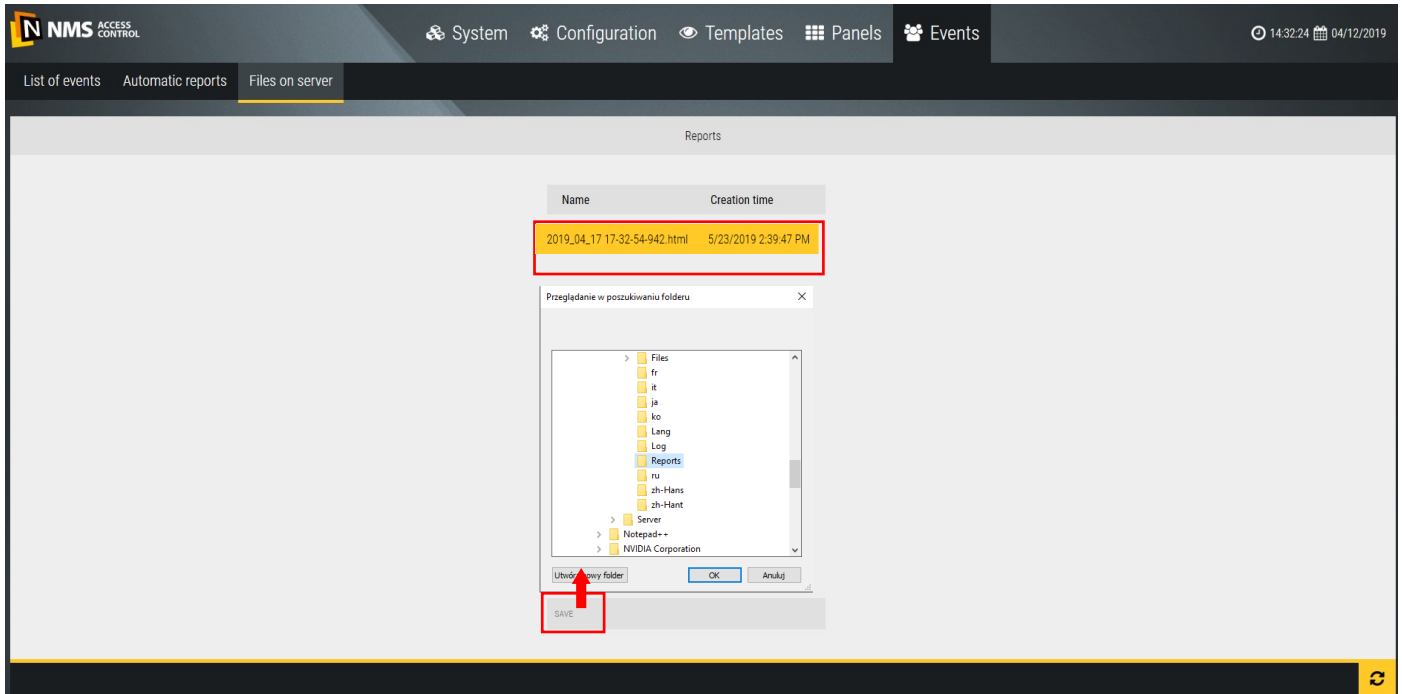 NMS ACCESS CONTROL
System Configuration Templates Panels Events
14:32:24 04/12/2019
List of events Automatic reports Files on server
Reports
Name Creation time
2019_04_17 17-32-54-942.html 5/23/2019 2:39:47 PM
Przeglądanie w poszukiwaniu folderu
Files
fr
it
ja
ko
Lang
Log
Reports
ru
zh-Hans
zh-Hant
Server
Notepad++
NVIDIA Corporation
folder OK Anuluj
SAVE